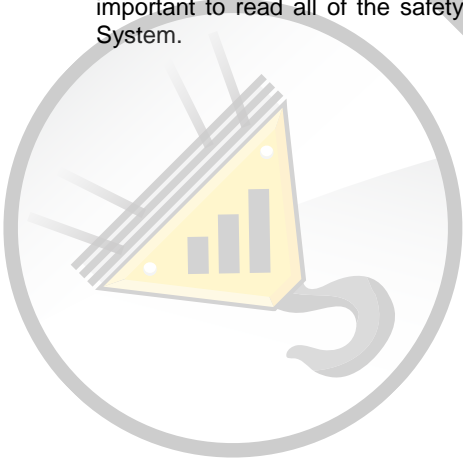 important to read all of the safety
System.